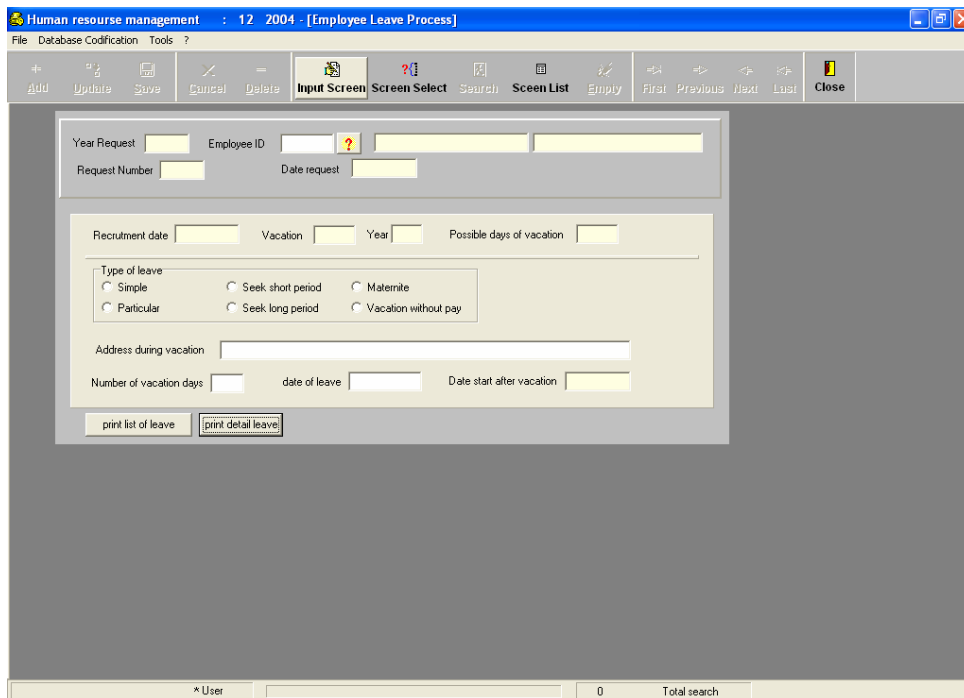 Human resourse management : 12 2004 - [Employee Leave Process]
File Database Codification Tools ?
Add Update Save Cancel Delete Input Screen Screen Select Search Sceen List Empty First Previous Next Last Close
Year Request Employee ID ?
Request Number Date request
Recrutment date Vacation Year Possible days of vacation
Type of leave
Simple Seek short period Maternite
Particular Seek long period Vacation without pay
Address during vacation
Number of vacation days date of leave Date start after vacation
print list of leave print detail leave
* User 0 Total search